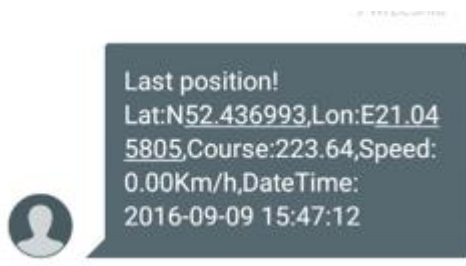 Last position!
Lat:N52.436993,Lon:E21.04
5805,Course:223.64,Speed:
0.00Km/h,DateTime:
2016-09-09 15:47:12